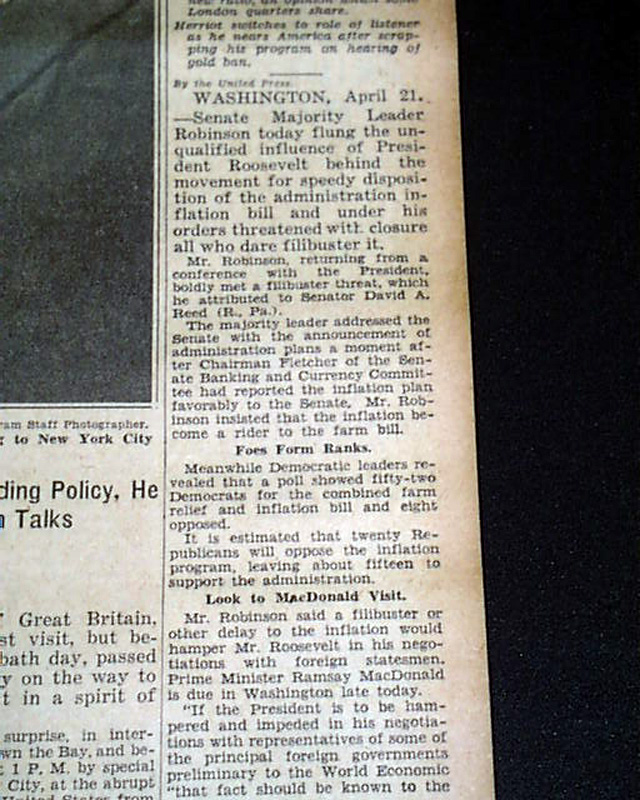 London quarters share.
Herriot switches to role of listener
as he nears America after scrap-
ping his program on hearing of
gold ban.
By the United Press.
WASHINGTON, April 21.
—Senate Majority Leader
Robinson today flung the un-
qualified influence of Presi-
dent Roosevelt behind the
movement for speedy disposi-
tion of the administration in-
flation bill and under his
orders threatened with closure
all who dare filibuster it.
Mr. Robinson, returning from a
conference with the President,
boldly met a filibuster threat, which
he attributed to Senator David A.
Reed (R., Pa.).
The majority leader addressed the
Senate with the announcement of
administration plans a moment af-
ter Chairman Fletcher of the Sen-
ate Banking and Currency Commit-
tee had reported the inflation plan
favorably to the Senate. Mr. Rob-
inson insisted that the inflation be-
come a rider to the farm bill.
Foes Form Ranks.
Meanwhile Democratic leaders re-
vealed that a poll showed fifty-two
Democrats for the combined farm
relief and inflation bill and eight
opposed.
It is estimated that twenty Re-
publicans will oppose the inflation
program, leaving about fifteen to
support the administration.
Look to MacDonald Visit.
Mr. Robinson said a filibuster or
other delay to the inflation would
hamper Mr. Roosevelt in his nego-
tiations with foreign statesmen.
Prime Minister Ramsay MacDonald
is due in Washington late today.
"If the President is to be ham-
pered and impeded in his negotia-
tions with representatives of some of
the principal foreign governments
preliminary to the World Economic
"that fact should be known to the
ram Staff Photographer.
to New York City
ding Policy, He
Talks
Great Britain,
st visit, but be-
bath day, passed
y on the way to
t in a spirit of
surprise, in inter-
wn the Bay, and be-
1 P. M. by special
City, at the abrupt
United States from